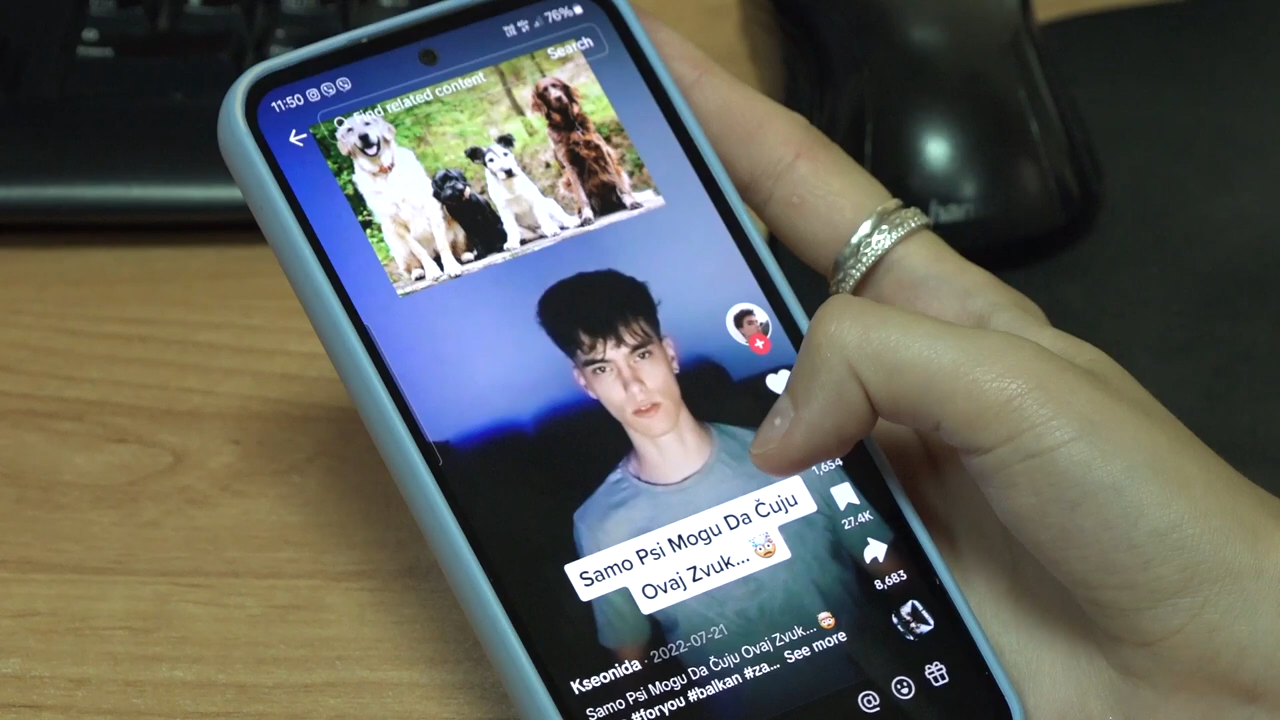 11:50
76%
Find related content
Search
1,654
27.4K
8,683
Samo Psi Mogu Da Čuju
Ovaj Zvuk...
Kseonida · 2022-07-21
Samo Psi Mogu Da Čuju Ovaj Zvuk...
#foryou #balkan #za... See more